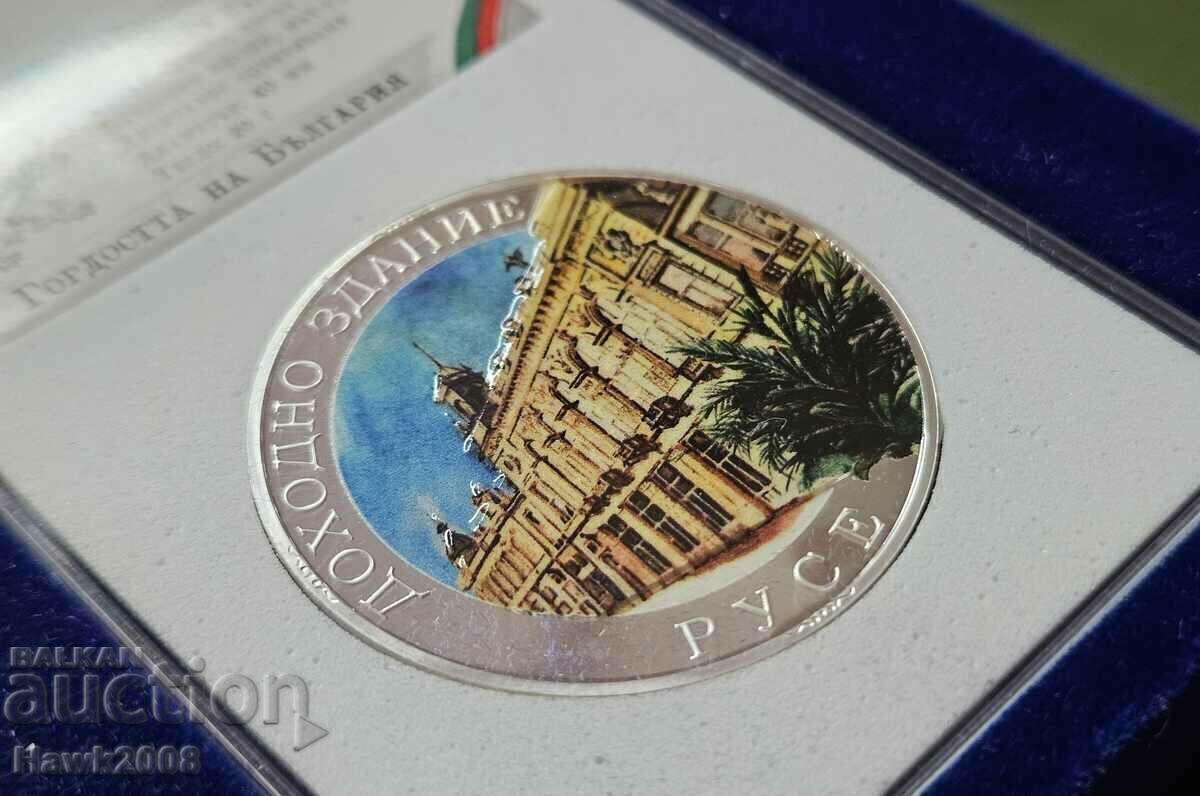 Гордостта на България
ДОХОДНО ЗДАНИЕ
РУСЕ
BALKAN
auction
Hawk2008